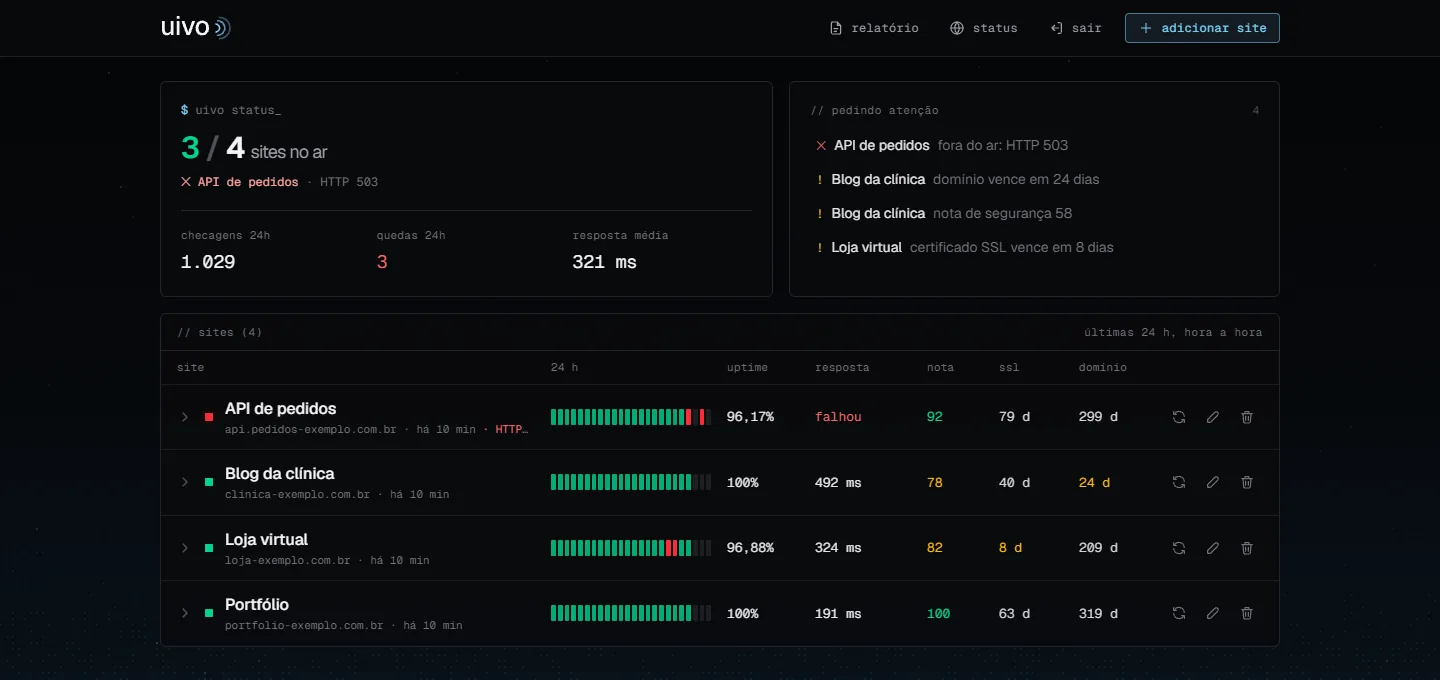 uivo
relatório status sair + adicionar site
$ uivo status_
3 / 4 sites no ar
× API de pedidos · HTTP 503
checagens 24h quedas 24h resposta média
1.029 3 321 ms
// pedindo atenção 4
× API de pedidos fora do ar: HTTP 503
! Blog da clínica domínio vence em 24 dias
! Blog da clínica nota de segurança 58
! Loja virtual certificado SSL vence em 8 dias
// sites (4) últimas 24 h, hora a hora
site 24 h uptime resposta nota ssl domínio
API de pedidos 96,17% falhou 92 79 d 299 d
api.pedidos-exemplo.com.br · há 10 min · HTTP…
Blog da clínica 100% 492 ms 78 40 d 24 d
clinica-exemplo.com.br · há 10 min
Loja virtual 96,88% 324 ms 82 8 d 209 d
loja-exemplo.com.br · há 10 min
Portfólio 100% 191 ms 100 63 d 319 d
portfolio-exemplo.com.br · há 10 min